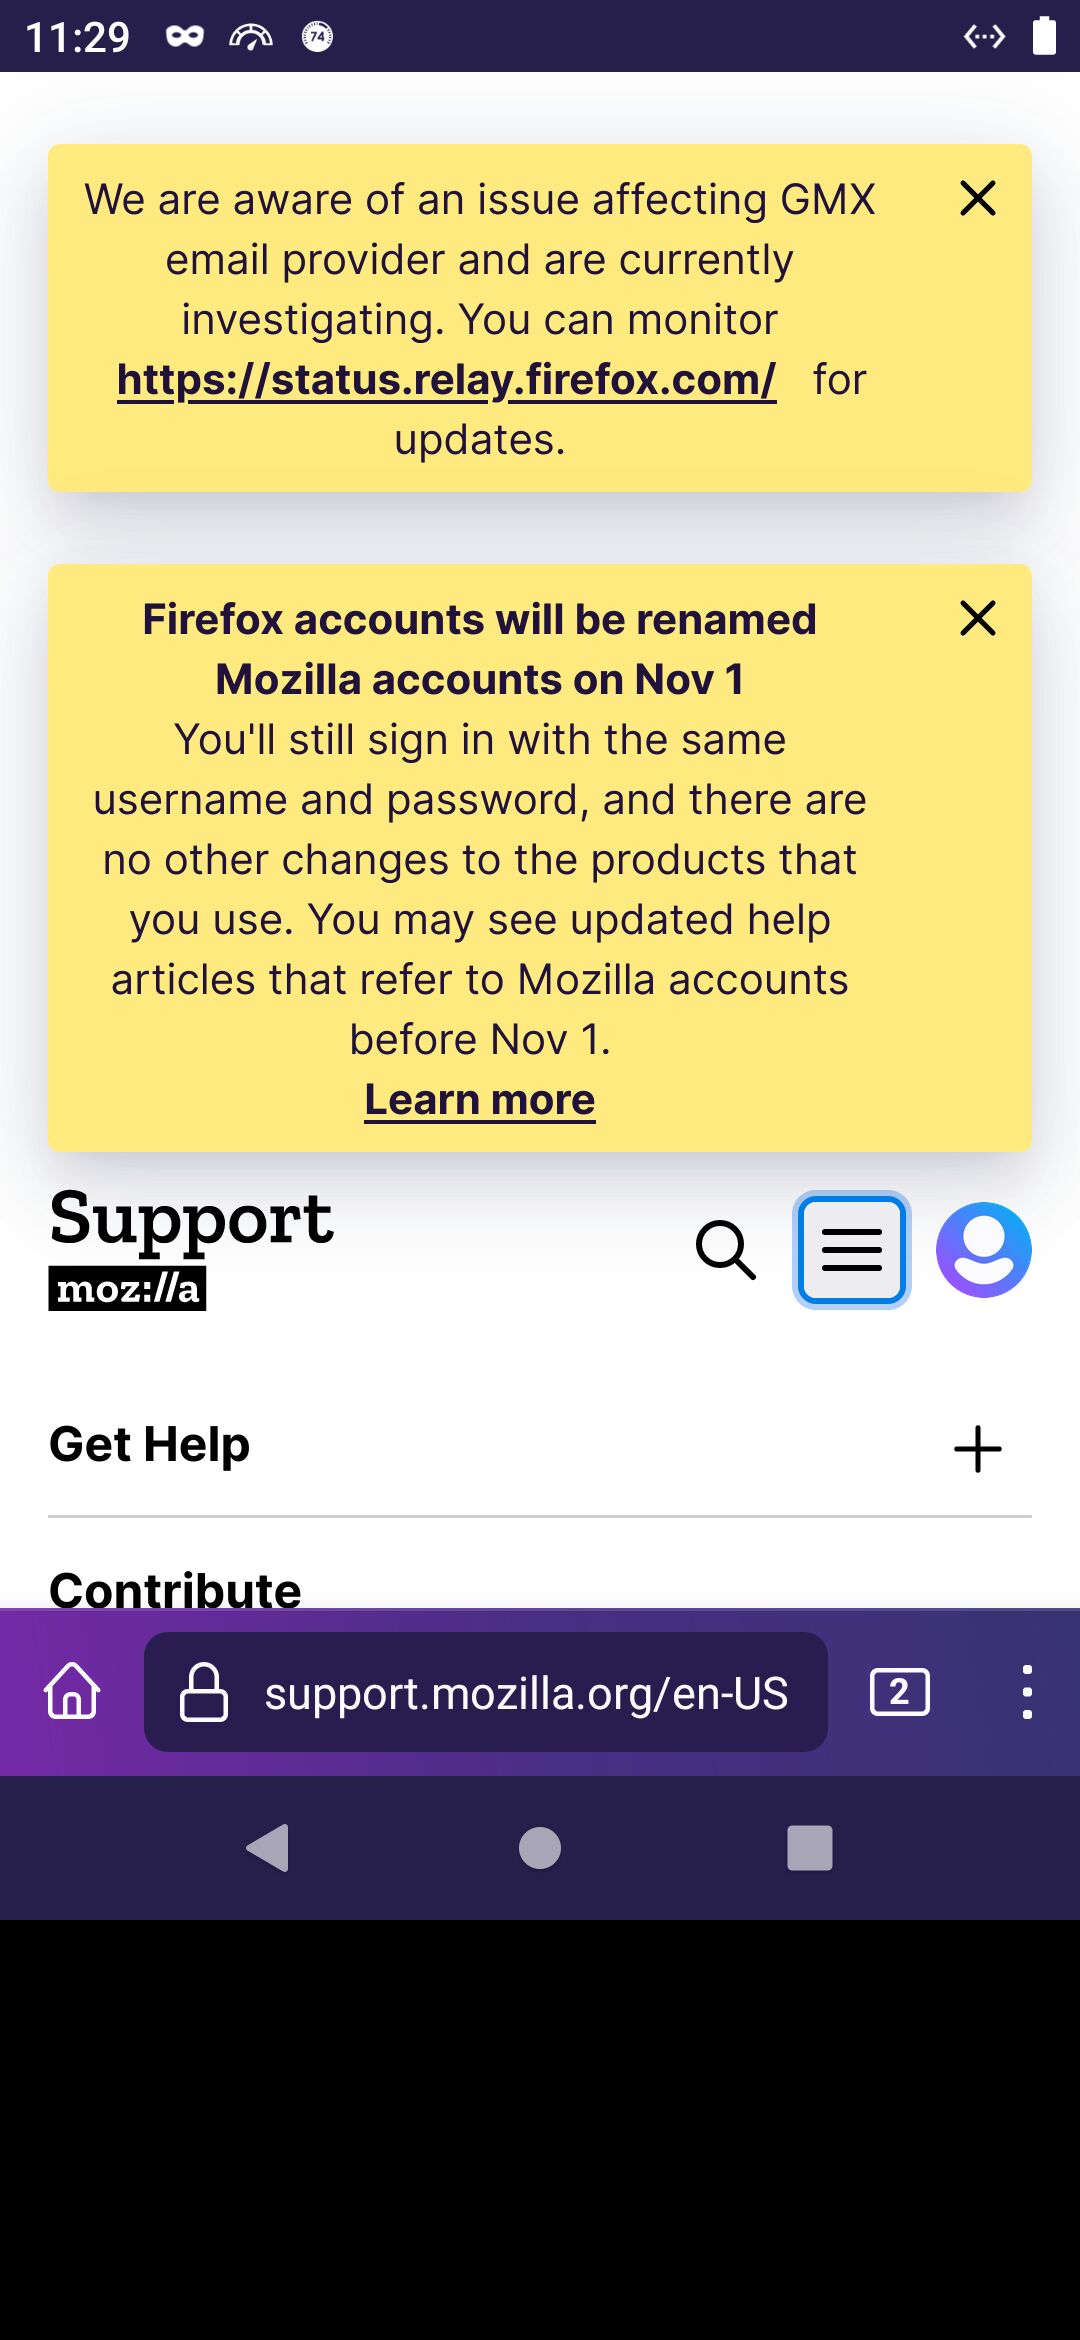 11:29
74
We are aware of an issue affecting GMX
email provider and are currently
investigating. You can monitor
https://status.relay.firefox.com/ for
updates.
Firefox accounts will be renamed
Mozilla accounts on Nov 1
You'll still sign in with the same
username and password, and there are
no other changes to the products that
you use. You may see updated help
articles that refer to Mozilla accounts
before Nov 1.
Learn more
Support
moz://a
Get Help
Contribute
support.mozilla.org/en-US
2